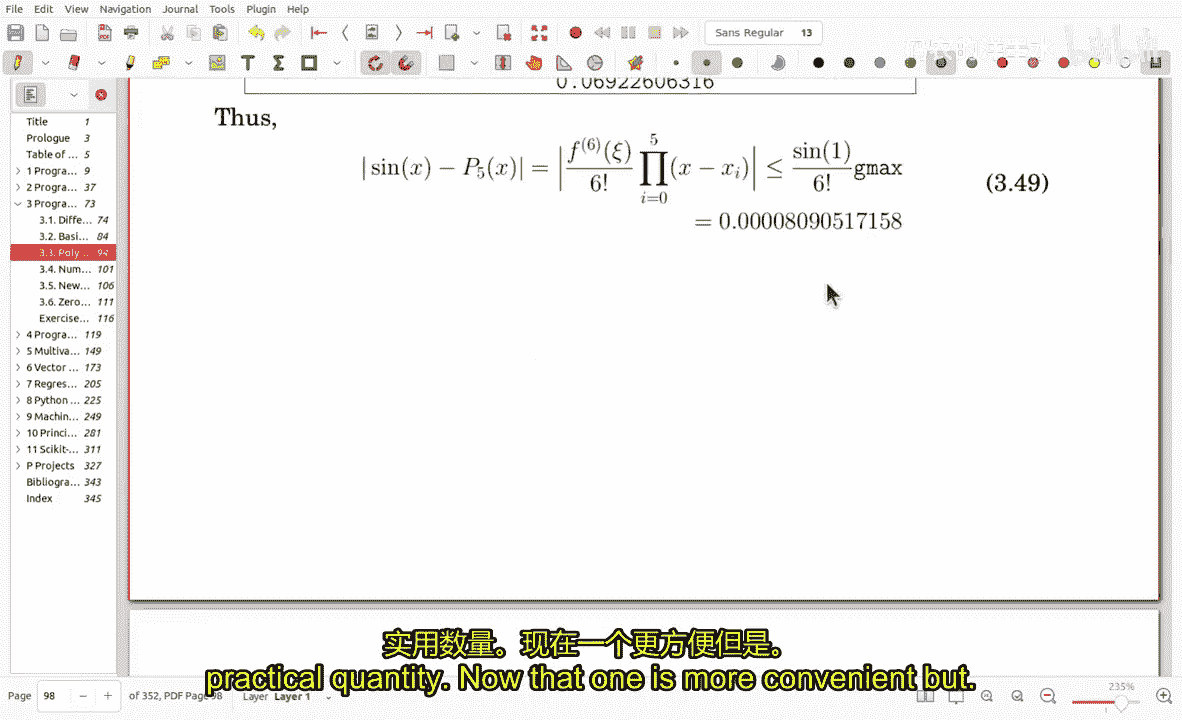 File Edit View Navigation Journal Tools Plugin Help
Sans Regular 13
Title 1
Prologue 3
Table of ... 5
1 Progra... 9
2 Progra... 37
3 Progra... 73
3.1. Diffe... 74
3.2. Basi... 84
3.3. Poly... 94
3.4. Num... 101
3.5. New... 106
3.6. Zero... 111
Exercise... 116
4 Progra... 119
5 Multiva... 149
6 Vector ... 173
7 Regres... 205
8 Python ... 225
9 Machin... 249
10 Princi... 281
11 Scikit-... 311
P Projects 327
Bibliogra... 343
Index 345
0.06922606316
Thus,
|sin(x) − P₅(x)| = |f⁽⁶⁾(ξ)/6! ∏_{i=0}^{5} (x − xᵢ)| ≤ sin(1)/6! gmax
= 0.00008090517158
(3.49)
实用数量。现在一个更方便但是。
practical quantity. Now that one is more convenient but.
Page 98 of 352, PDF Page 98 Layer Layer 1 235%